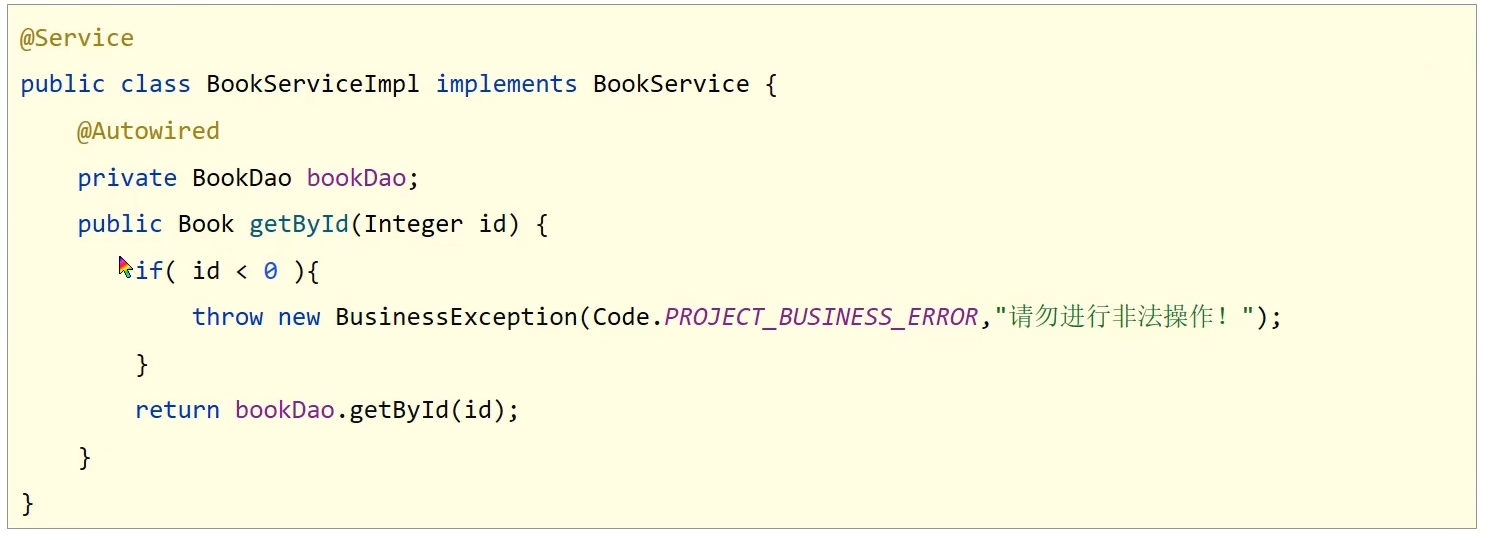 @Service
public class BookServiceImpl implements BookService {
    @Autowired
    private BookDao bookDao;
    public Book getById(Integer id) {
        if( id < 0 ){
            throw new BusinessException(Code.PROJECT_BUSINESS_ERROR,"请勿进行非法操作！");
        }
        return bookDao.getById(id);
    }
}